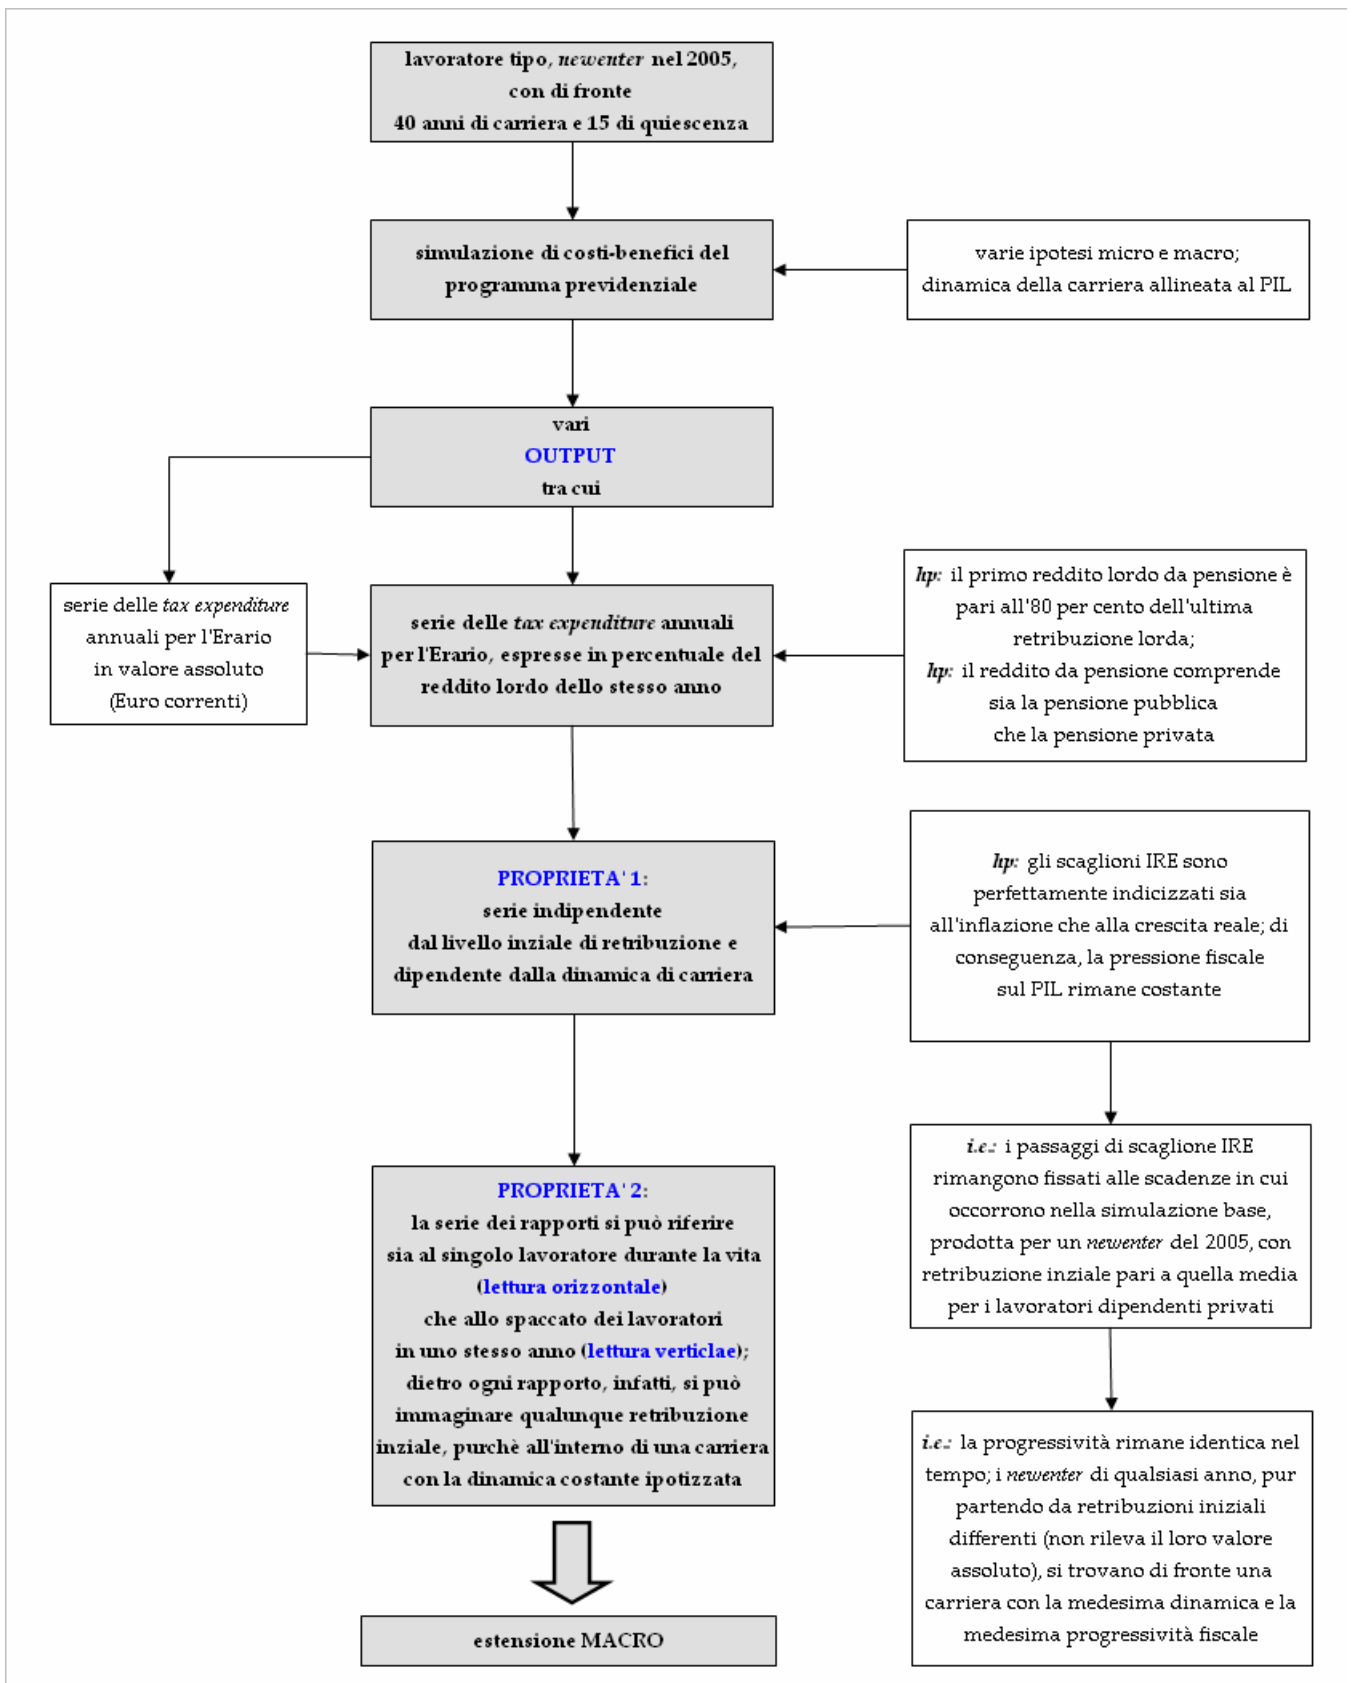 lavoratore tipo, newenter nel 2005,
con di fronte
40 anni di carriera e 15 di quiescenza
simulazione di costi-benefici del
programma previdenziale
varie ipotesi micro e macro;
dinamica della carriera allineata al PIL
vari
OUTPUT
tra cui
serie delle tax expenditure
annuali per l'Erario
in valore assoluto
(Euro correnti)
serie delle tax expenditure annuali
per l'Erario, espresse in percentuale del
reddito lordo dello stesso anno
hp: il primo reddito lordo da pensione è
pari all'80 per cento dell'ultima
retribuzione lorda;
hp: il reddito da pensione comprende
sia la pensione pubblica
che la pensione privata
PROPRIETA' 1:
serie indipendente
dal livello inziale di retribuzione e
dipendente dalla dinamica di carriera
hp: gli scaglioni IRE sono
perfettamente indicizzati sia
all'inflazione che alla crescita reale; di
conseguenza, la pressione fiscale
sul PIL rimane costante
i.e.: i passaggi di scaglione IRE
rimangono fissati alle scadenze in cui
occorrono nella simulazione base,
prodotta per un newenter del 2005, con
retribuzione inziale pari a quella media
per i lavoratori dipendenti privati
PROPRIETA' 2:
la serie dei rapporti si può riferire
sia al singolo lavoratore durante la vita
(lettura orizzontale)
che allo spaccato dei lavoratori
in uno stesso anno (lettura verticlae);
dietro ogni rapporto, infatti, si può
immaginare qualunque retribuzione
inziale, purchè all'interno di una carriera
con la dinamica costante ipotizzata
i.e.: la progressività rimane identica nel
tempo; i newenter di qualsiasi anno, pur
partendo da retribuzioni iniziali
differenti (non rileva il loro valore
assoluto), si trovano di fronte una
carriera con la medesima dinamica e la
medesima progressività fiscale
estensione MACRO